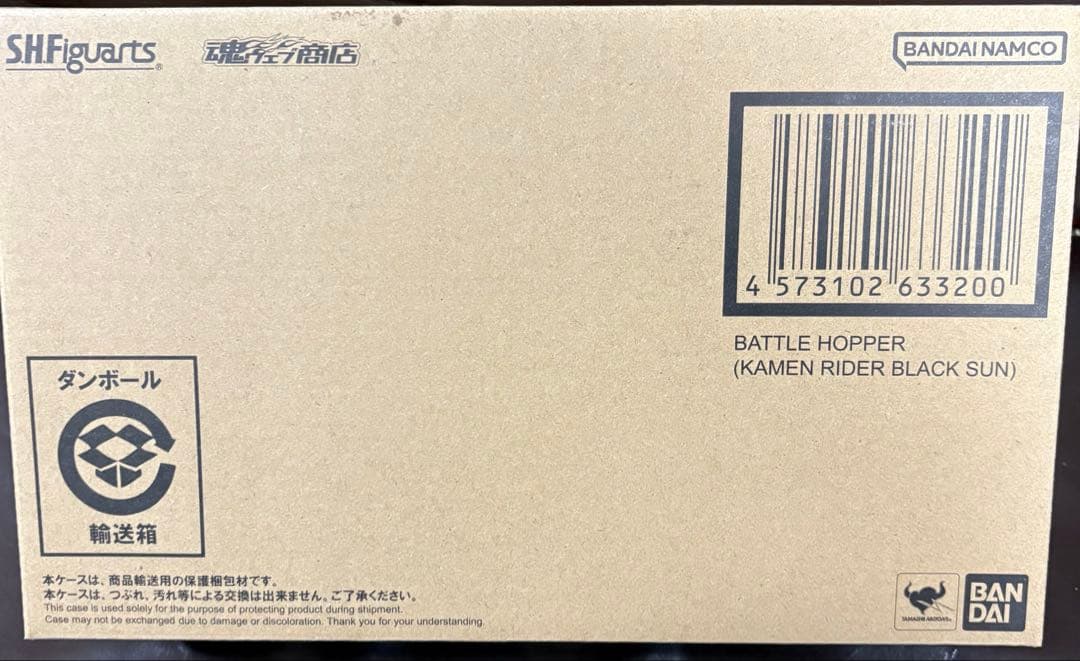 S.H.Figuarts®
魂ウェブ商店
BANDAI NAMCO
4 573102 633200
BATTLE HOPPER
(KAMEN RIDER BLACK SUN)
ダンボール
輸送箱
本ケースは、商品輸送用の保護梱包材です。
本ケースは、つぶれ、汚れ等による交換は出来ません。ご了承ください。
This case is used solely for the purpose of protecting product during shipment.
Case may not be exchanged due to damage or discoloration. Thank you for your understanding.
TAMASHII NATIONS
BAN
DAI